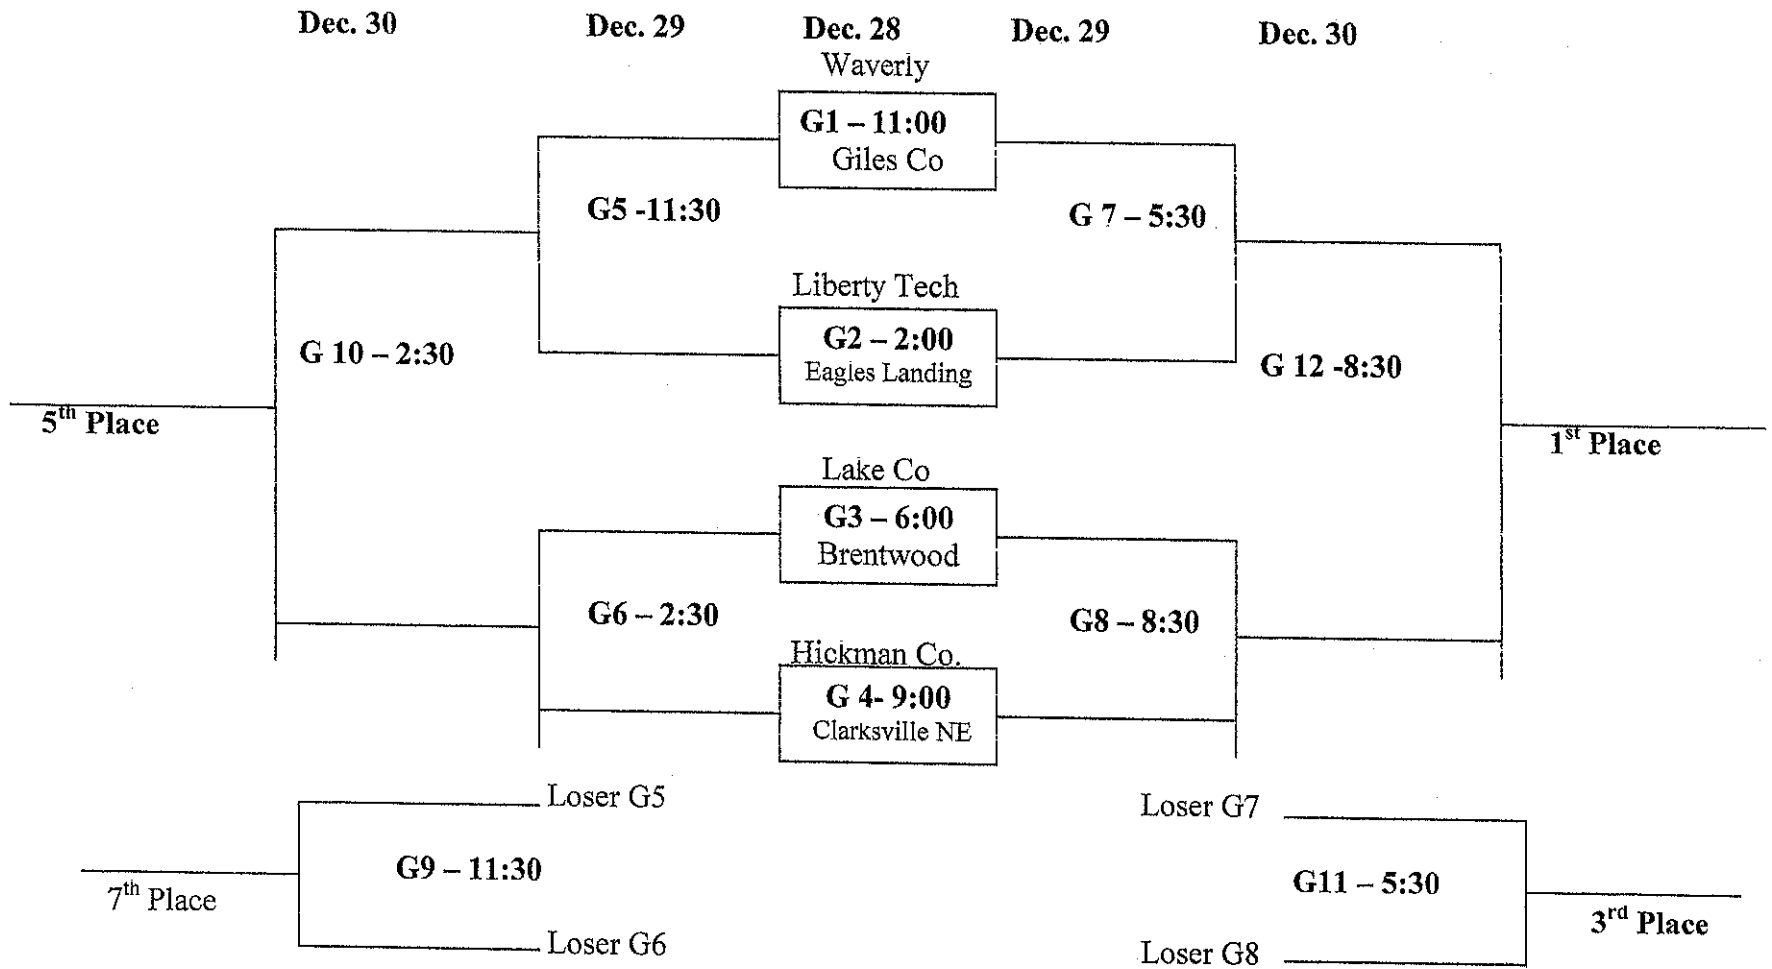 Dec. 30 Dec. 29 Dec. 28 Dec. 29 Dec. 30
Waverly
G1 – 11:00
Giles Co
G5 -11:30
G 7 – 5:30
Liberty Tech
G2 – 2:00
Eagles Landing
G 10 – 2:30
G 12 -8:30
5th Place
1st Place
Lake Co
G3 – 6:00
Brentwood
G6 – 2:30
G8 – 8:30
Hickman Co.
G 4- 9:00
Clarksville NE
Loser G5
Loser G7
G9 – 11:30
G11 – 5:30
7th Place
3rd Place
Loser G6
Loser G8